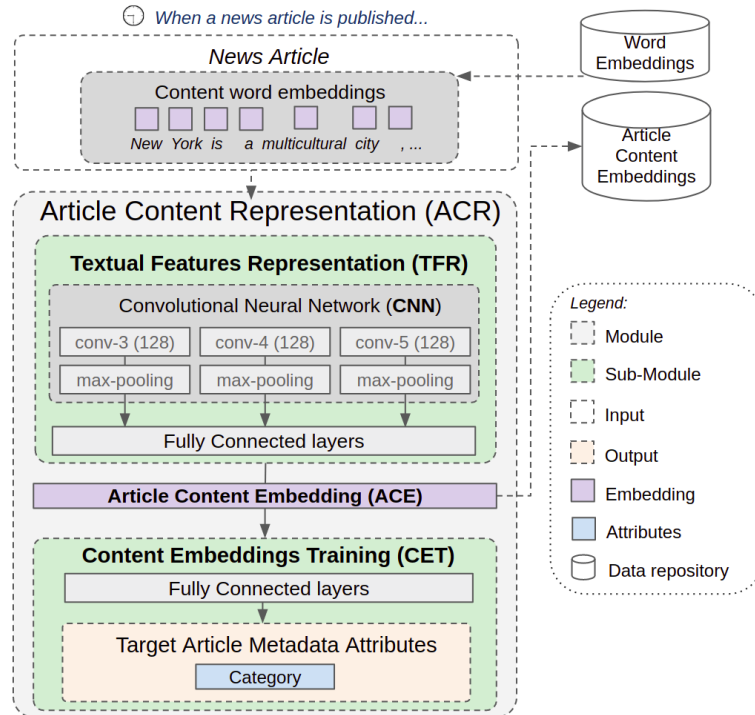 When a news article is published...
News Article
Content word embeddings
New York is a multicultural city , ...
Word
Embeddings
Article
Content
Embeddings
Article Content Representation (ACR)
Textual Features Representation (TFR)
Convolutional Neural Network (CNN)
conv-3 (128) conv-4 (128) conv-5 (128)
max-pooling max-pooling max-pooling
Fully Connected layers
Article Content Embedding (ACE)
Content Embeddings Training (CET)
Fully Connected layers
Target Article Metadata Attributes
Category
Legend:
Module
Sub-Module
Input
Output
Embedding
Attributes
Data repository